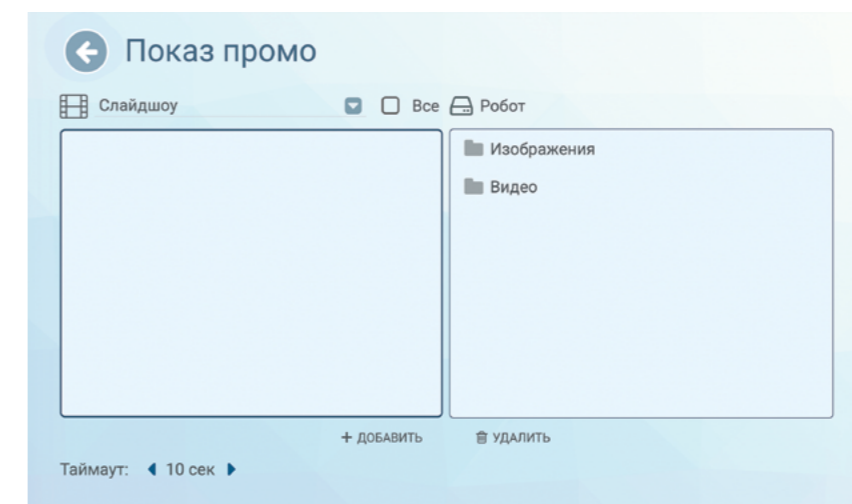 Показ промо
Слайдшоу Все Робот
Изображения
Видео
+ ДОБАВИТЬ УДАЛИТЬ
Таймаут: 10 сек